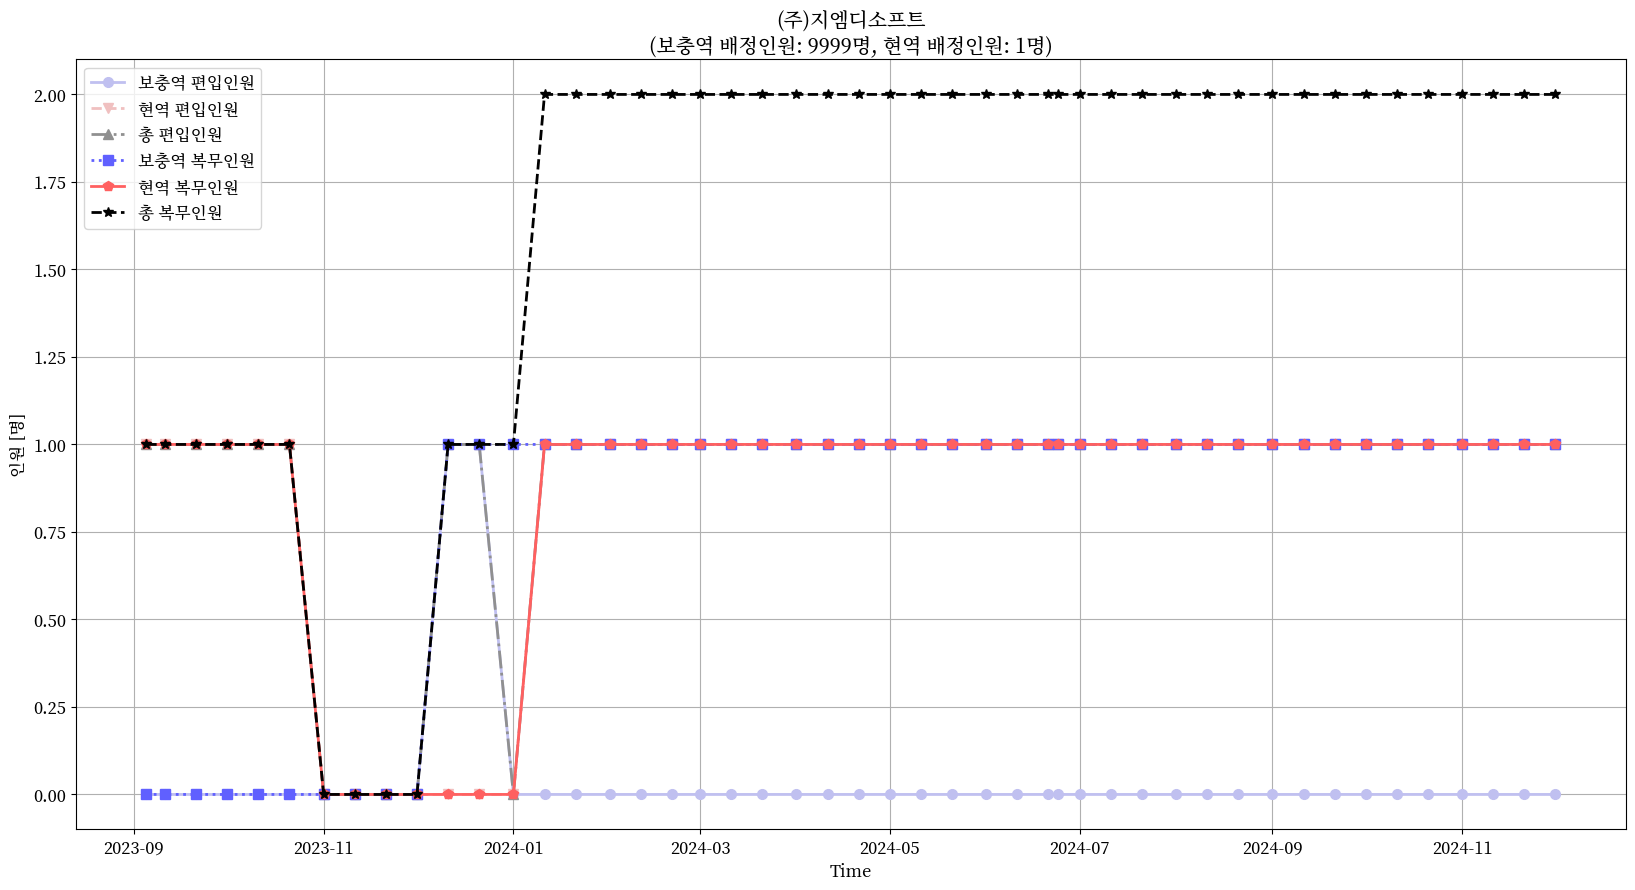 (주)지엠디소프트
(보충역 배정인원: 9999명, 현역 배정인원: 1명)
보충역 편입인원
현역 편입인원
총 편입인원
보충역 복무인원
현역 복무인원
총 복무인원
인원 [명]
2.00
1.75
1.50
1.25
1.00
0.75
0.50
0.25
0.00
2023-09 2023-11 2024-01 2024-03 2024-05 2024-07 2024-09 2024-11
Time